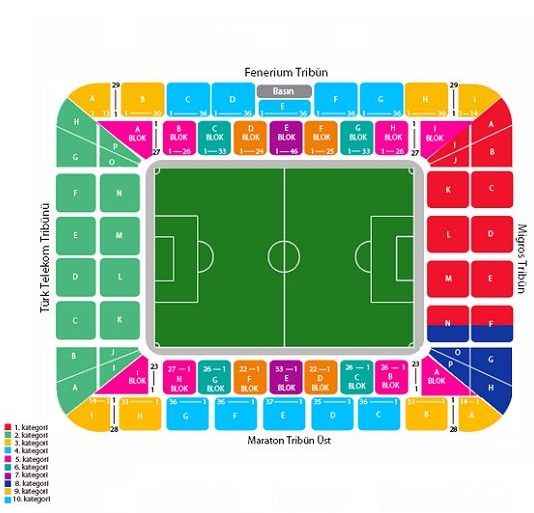 Fenerium Tribün
29 29
A B C D Basın E F G H I
1 13 1 30 1 36 1 36 1 36 1 36 1 36 1 30 1 14
H A
A BLOK B BLOK C BLOK D BLOK E BLOK F BLOK G BLOK H BLOK I BLOK
1 27 1—26 1—33 1—24 1—46 1—25 1—33 1—26 1 27
G P O I J B
F N K C
E M L D
D L M E
C K N F
Türk Telekom Tribünü
Migros Tribün
B J I O G
A P H
I BLOK 27—1 H BLOK 26—1 G BLOK 22—1 F BLOK 33—1 E BLOK 22—1 D BLOK 26—1 C BLOK 26—1 B BLOK A BLOK
23 1 23 1
14—1 36—1 36—1 37—1 35—1 36—1
I H G F E D C B A
28 28
Maraton Tribün Üst
1. kategori
2. kategori
3. kategori
4. kategori
5. kategori
6. kategori
7. kategori
8. kategori
9. kategori
10. kategori